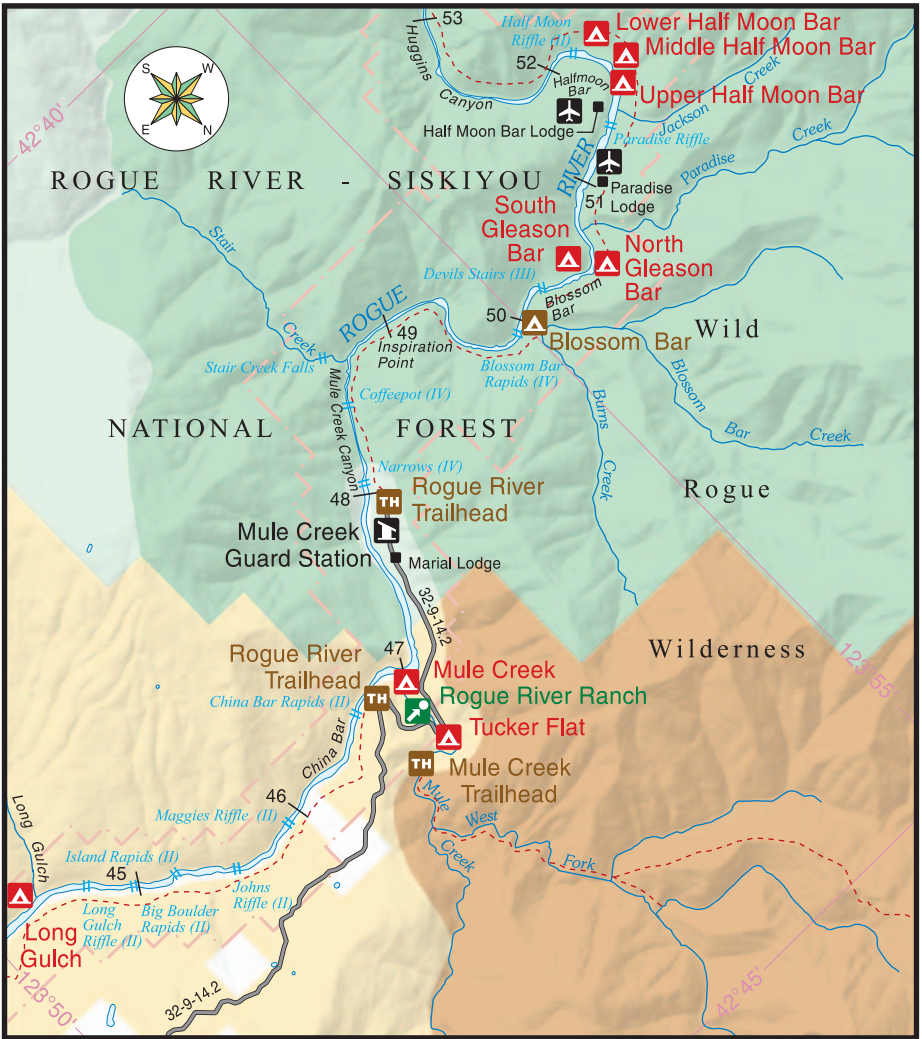 53
Half Moon
Riffle (II)
Lower Half Moon Bar
Middle Half Moon Bar
Upper Half Moon Bar
Huggins
Canyon
52
Halfmoon
Bar
Half Moon Bar Lodge
S
W
E
N
42°40'
Jackson
Creek
Paradise Riffle
Paradise
Creek
RIVER
ROGUE RIVER - SISKIYOU
51
Paradise
Lodge
South
Gleason
Bar
North
Gleason
Bar
Stair
Creek
Devils Stairs (III)
Blossom
Bar
50
Blossom Bar
Wild
ROGUE
49
Inspiration
Point
Stair Creek Falls
Blossom Bar
Rapids (IV)
Mule Creek Canyon
Coffeepot (IV)
Burns
Creek
Blossom
Bar
Creek
NATIONAL FOREST
Narrows (IV)
48
Rogue River
Trailhead
TH
Rogue
Mule Creek
Guard Station
Marial Lodge
32-9-14.2
Wilderness
123°55'
47
Rogue River
Trailhead
TH
Mule Creek
Rogue River Ranch
China Bar Rapids (II)
Tucker Flat
China Bar
TH
Mule Creek
Trailhead
46
Maggies Riffle (II)
Mule
Creek
West
Fork
Long
Gulch
Island Rapids (II)
45
Johns
Riffle (II)
Long
Gulch
Riffle (II)
Big Boulder
Rapids (II)
Long
Gulch
123°50'
32-9-14.2
42°45'